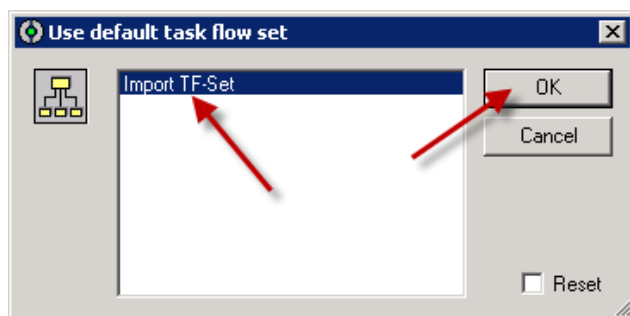 Use default task flow set
Import TF-Set
OK
Cancel
Reset